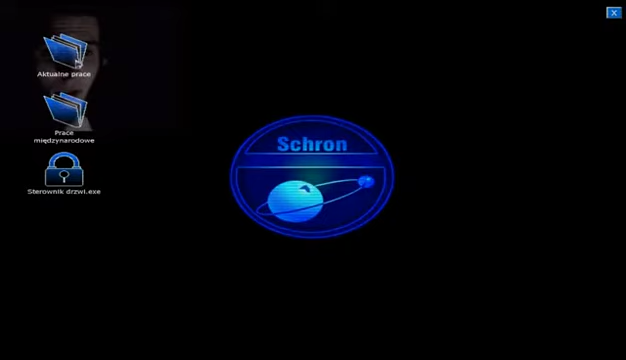 Aktualne prace
Prace
międzynarodowe
Sterownik drzwi.exe
Schron
X